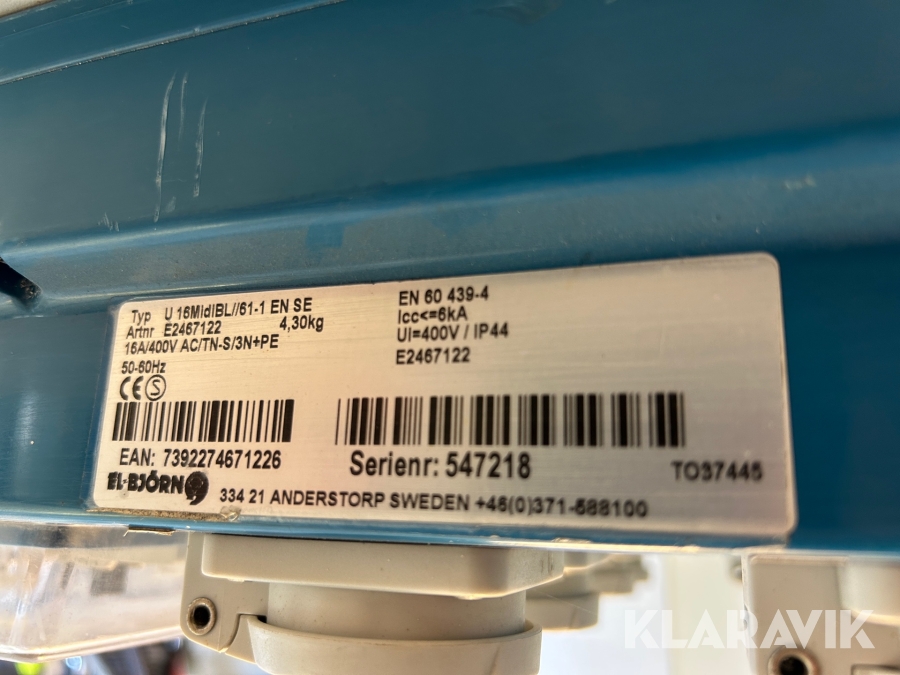 Typ U 16MidIBL//61-1 EN SE
Artnr E2467122 4,30kg
16A/400V AC/TN-S/3N+PE
50-60Hz
CE S
EN 60 439-4
Icc<=6kA
UI=400V / IP44
E2467122
EAN: 7392274671226
Serienr: 547218
TO37445
EL-BJÖRN
334 21 ANDERSTORP SWEDEN +46(0)371-588100
KLARAVIK
KLARAVIK